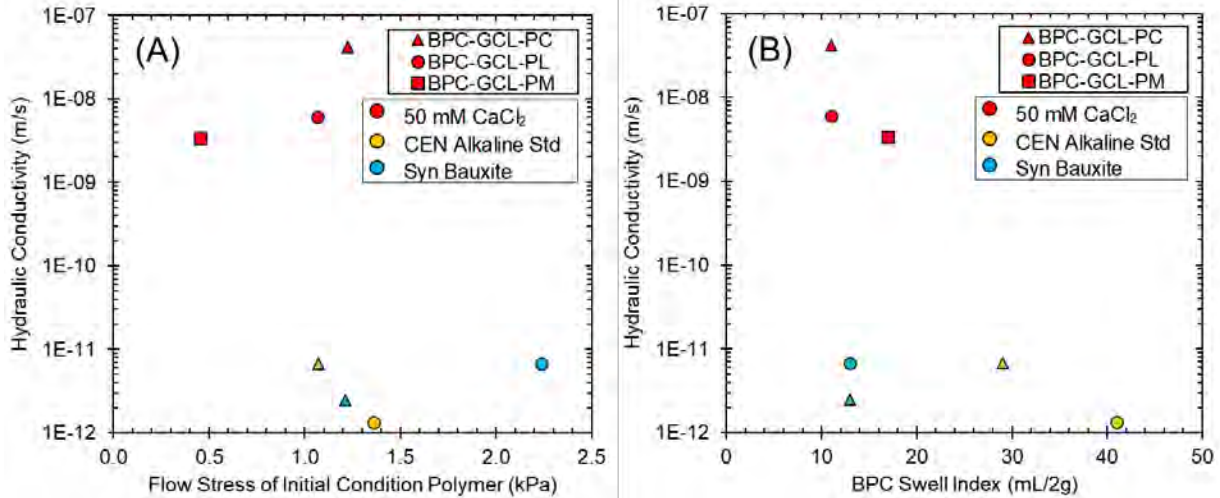 (A)
BPC-GCL-PC
BPC-GCL-PL
BPC-GCL-PM
50 mM CaCl₂
CEN Alkaline Std
Syn Bauxite
Hydraulic Conductivity (m/s)
1E-07
1E-08
1E-09
1E-10
1E-11
1E-12
0.0 0.5 1.0 1.5 2.0 2.5
Flow Stress of Initial Condition Polymer (kPa)
(B)
BPC-GCL-PC
BPC-GCL-PL
BPC-GCL-PM
50 mM CaCl₂
CEN Alkaline Std
Syn Bauxite
Hydraulic Conductivity (m/s)
1E-07
1E-08
1E-09
1E-10
1E-11
1E-12
0 10 20 30 40 50
BPC Swell Index (mL/2g)